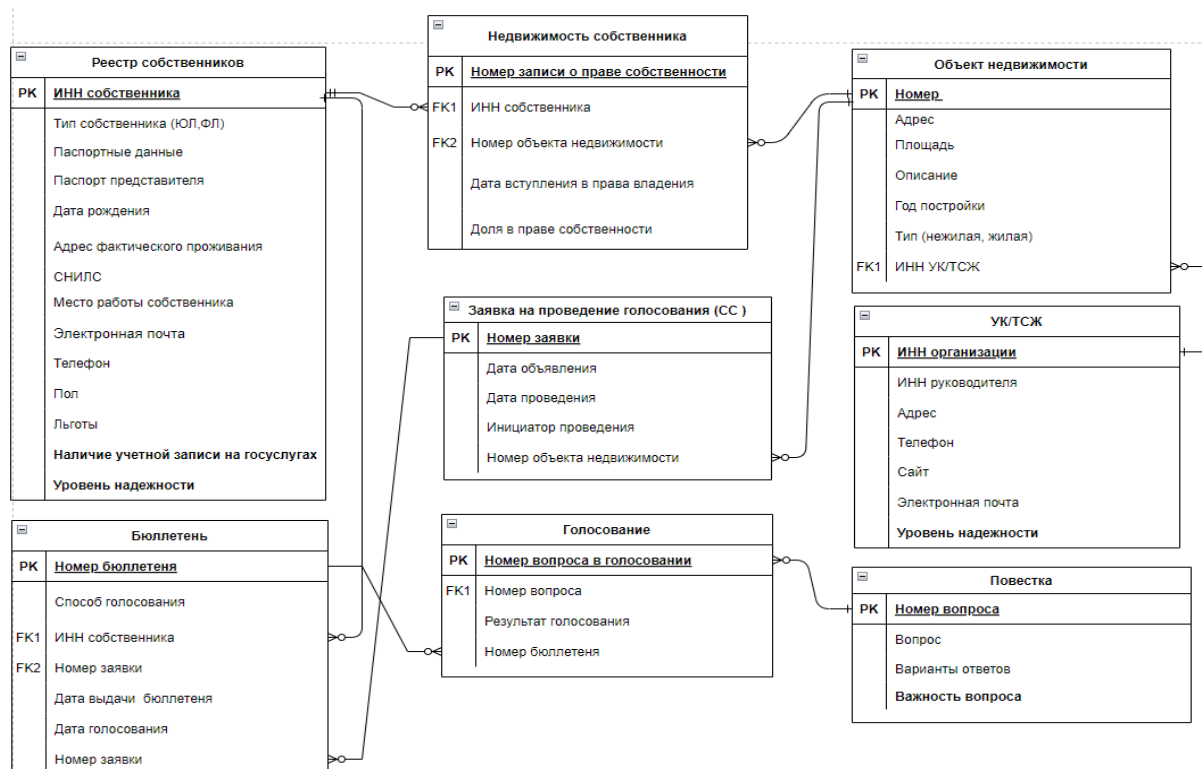 Реестр собственников
PK ИНН собственника
Тип собственника (ЮЛ,ФЛ)
Паспортные данные
Паспорт представителя
Дата рождения
Адрес фактического проживания
СНИЛС
Место работы собственника
Электронная почта
Телефон
Пол
Льготы
Наличие учетной записи на госуслугах
Уровень надежности
Недвижимость собственника
PK Номер записи о праве собственности
FK1 ИНН собственника
FK2 Номер объекта недвижимости
Дата вступления в права владения
Доля в праве собственности
Объект недвижимости
PK Номер
Адрес
Площадь
Описание
Год постройки
Тип (нежилая, жилая)
FK1 ИНН УК/ТСЖ
Заявка на проведение голосования (СС )
PK Номер заявки
Дата объявления
Дата проведения
Инициатор проведения
Номер объекта недвижимости
УК/ТСЖ
PK ИНН организации
ИНН руководителя
Адрес
Телефон
Сайт
Электронная почта
Уровень надежности
Бюллетень
PK Номер бюллетеня
Способ голосования
FK1 ИНН собственника
FK2 Номер заявки
Дата выдачи бюллетеня
Дата голосования
Номер заявки
Голосование
PK Номер вопроса в голосовании
FK1 Номер вопроса
Результат голосования
Номер бюллетеня
Повестка
PK Номер вопроса
Вопрос
Варианты ответов
Важность вопроса